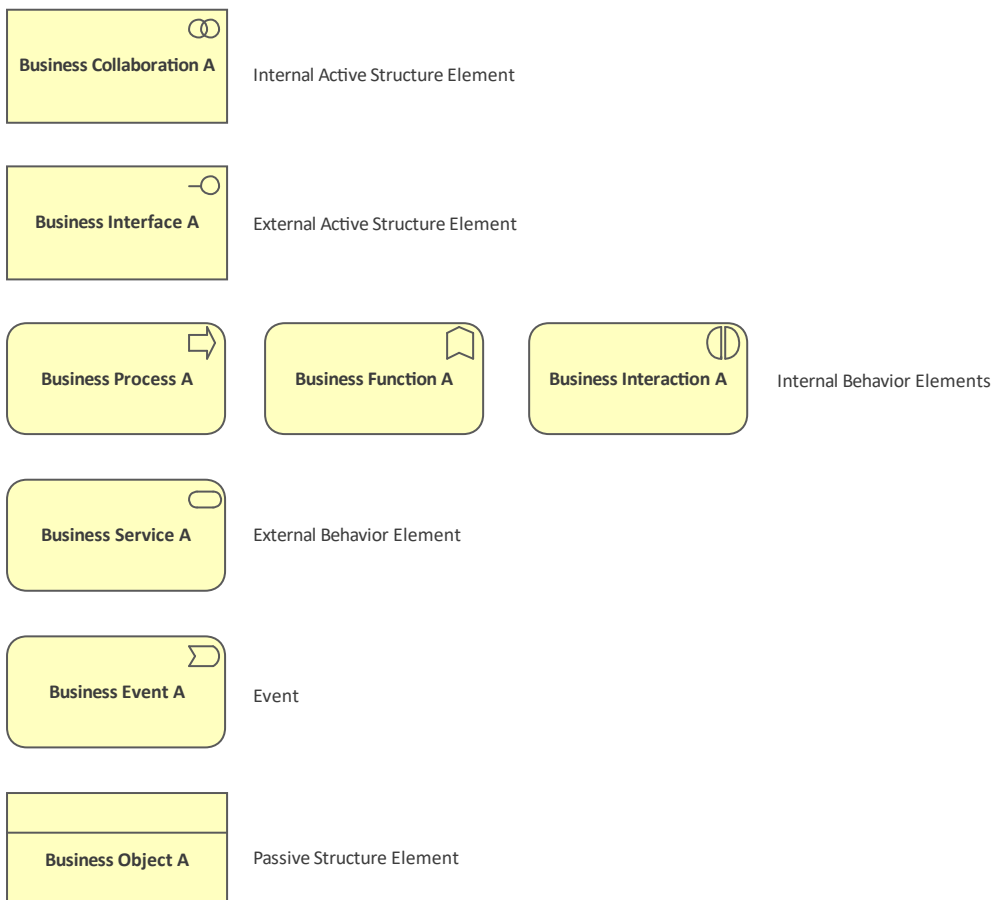 Business Collaboration A
Internal Active Structure Element
Business Interface A
External Active Structure Element
Business Process A
Business Function A
Business Interaction A
Internal Behavior Elements
Business Service A
External Behavior Element
Business Event A
Event
Business Object A
Passive Structure Element